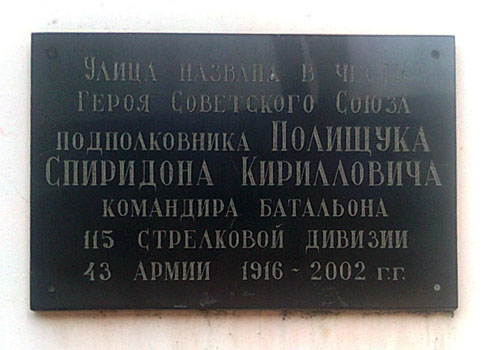 Улица названа в честь
Героя Советского Союза
подполковника Полищука
Спиридона Кирилловича
командира батальона
115 стрелковой дивизии
43 армии 1916 - 2002 г.г.